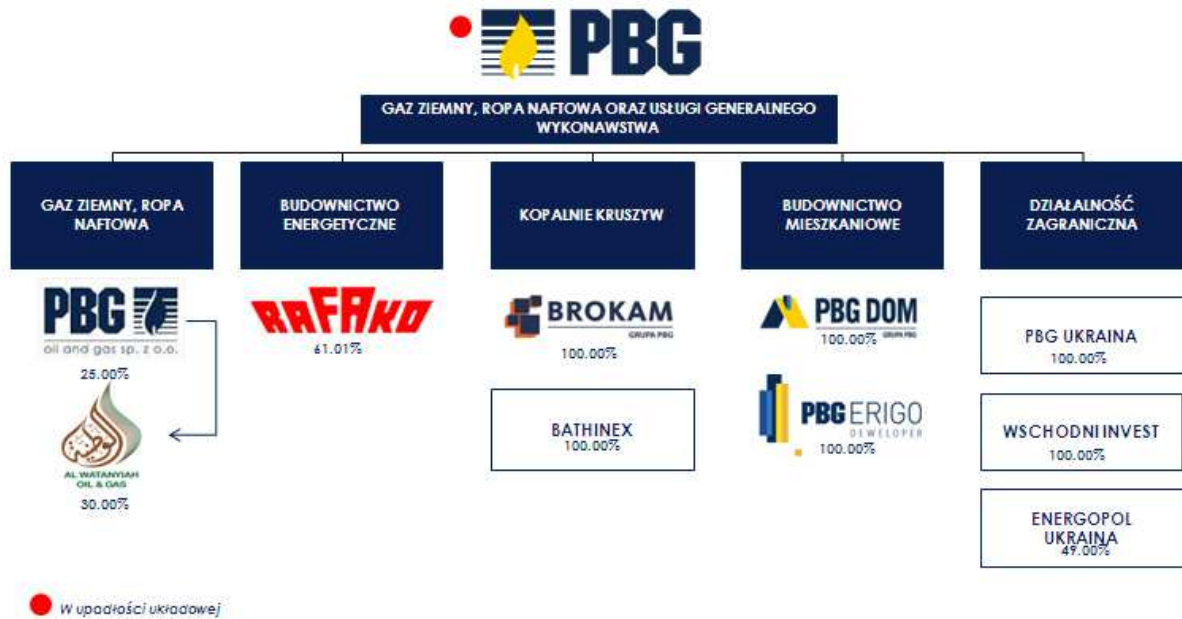 PBG
GAZ ZIEMNY, ROPA NAFTOWA ORAZ USŁUGI GENERALNEGO
WYKONAWSTWA
GAZ ZIEMNY, ROPA
NAFTOWA
PBG
oil and gas sp. z o.o.
25.00%
AL WATANYIAH
OIL & GAS
30.00%
BUDOWNICTWO
ENERGETYCZNE
RAFAKO
61.01%
KOPALNIE KRUSZYW
BROKAM
GRUPA PBG
100.00%
BATHINEX
100.00%
BUDOWNICTWO
MIESZKANIOWE
PBG DOM
GRUPA PBG
100.00%
PBG ERIGO
DEWELOPER
100.00%
DZIAŁALNOŚĆ
ZAGRANICZNA
PBG UKRAINA
100.00%
WSCHODNI INVEST
100.00%
ENERGOPOL
UKRAINA
49.00%
W upadłości układowej